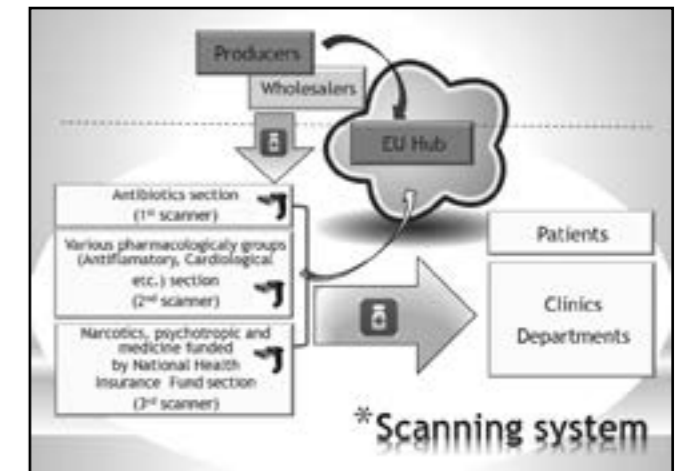 Producers
Wholesalers
EU Hub
Antibiotics section
(1st scanner)
Various pharmacologicaly groups
(Antiflamatory, Cardiological
etc.) section
(2nd scanner)
Narcotics, psychotropic and
medicine funded
by National Health
Insurance Fund section
(3rd scanner)
Patients
Clinics
Departments
*Scanning system